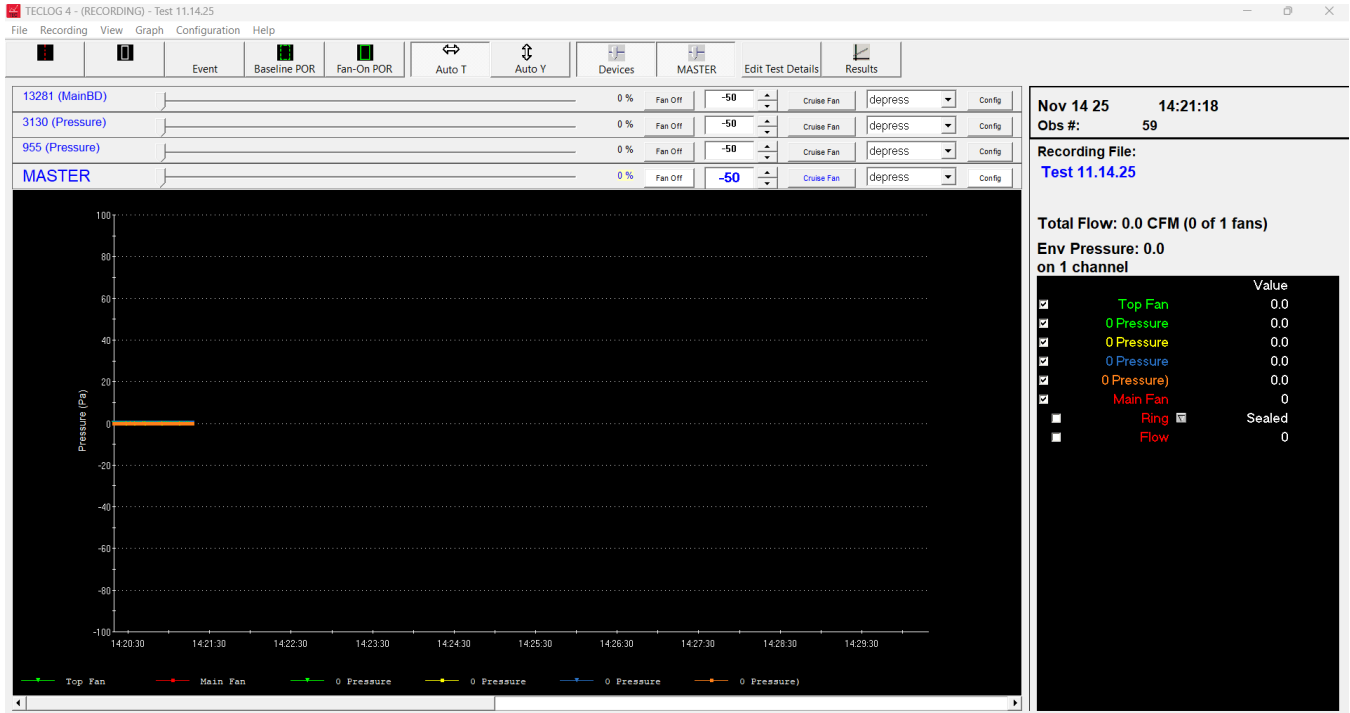 TECLOG 4 - (RECORDING) - Test 11.14.25
File Recording View Graph Configuration Help
Event Baseline POR Fan-On POR Auto T Auto Y Devices MASTER Edit Test Details Results
13281 (MainBD) 0 % Fan Off -50 Cruise Fan depress Config
3130 (Pressure) 0 % Fan Off -50 Cruise Fan depress Config
955 (Pressure) 0 % Fan Off -50 Cruise Fan depress Config
MASTER 0 % Fan Off -50 Cruise Fan depress Config
Nov 14 25 14:21:18
Obs #: 59
Recording File:
Test 11.14.25
Total Flow: 0.0 CFM (0 of 1 fans)
Env Pressure: 0.0
on 1 channel
Value
Top Fan 0.0
0 Pressure 0.0
0 Pressure 0.0
0 Pressure 0.0
0 Pressure) 0.0
Main Fan 0
Ring Sealed
Flow 0
Pressure (Pa)
100
80
60
40
20
0
-20
-40
-60
-80
-100
14:20:30 14:21:30 14:22:30 14:23:30 14:24:30 14:25:30 14:26:30 14:27:30 14:28:30 14:29:30
Top Fan Main Fan 0 Pressure 0 Pressure 0 Pressure 0 Pressure)